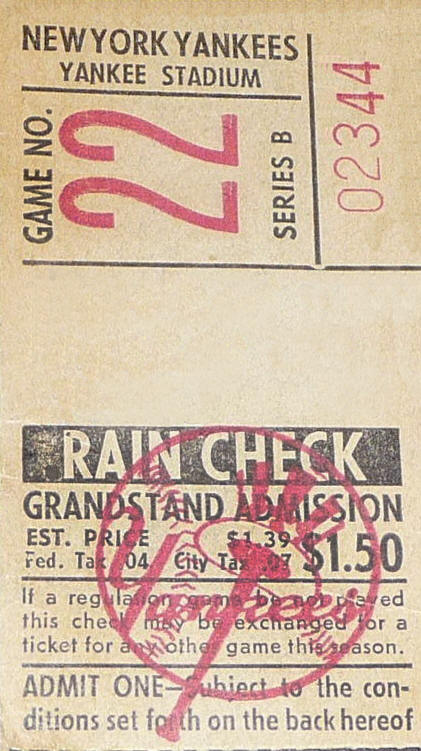 NEW YORK YANKEES
YANKEE STADIUM
GAME NO. 22 SERIES B
02344
RAIN CHECK
GRANDSTAND ADMISSION
EST. PRICE $1.39
Fed. Tax .04 City Tax .07 $1.50
If a regulation game be not played
this check may be exchanged for a
ticket for any other game this season.
ADMIT ONE—Subject to the con-
ditions set forth on the back hereof
Yankees